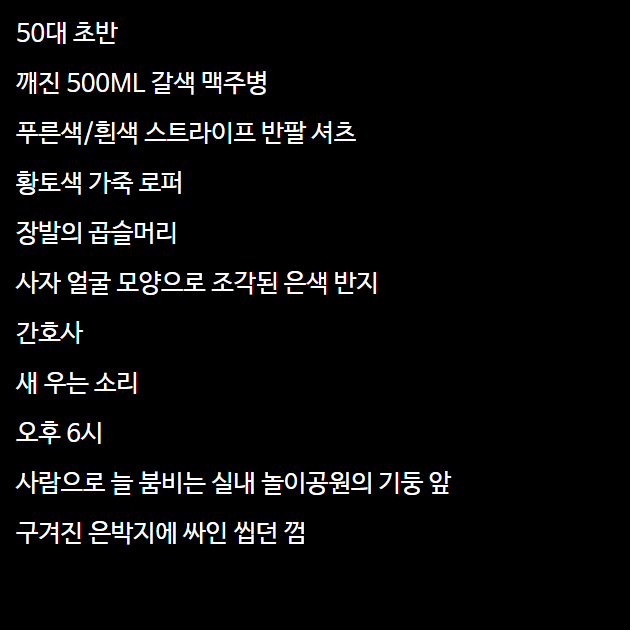 50대 초반
깨진 500ML 갈색 맥주병
푸른색/흰색 스트라이프 반팔 셔츠
황토색 가죽 로퍼
장발의 곱슬머리
사자 얼굴 모양으로 조각된 은색 반지
간호사
새 우는 소리
오후 6시
사람으로 늘 붐비는 실내 놀이공원의 기둥 앞
구겨진 은박지에 싸인 씹던 껌